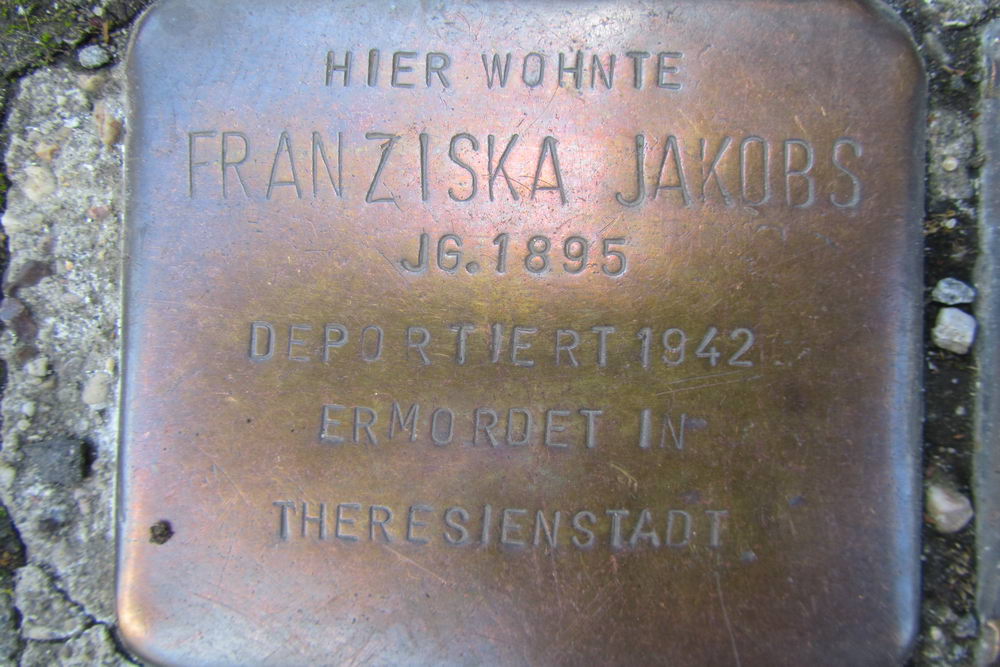 HIER WOHNTE
FRANZISKA JAKOBS
JG. 1895
DEPORTIERT 1942
ERMORDET IN
THERESIENSTADT